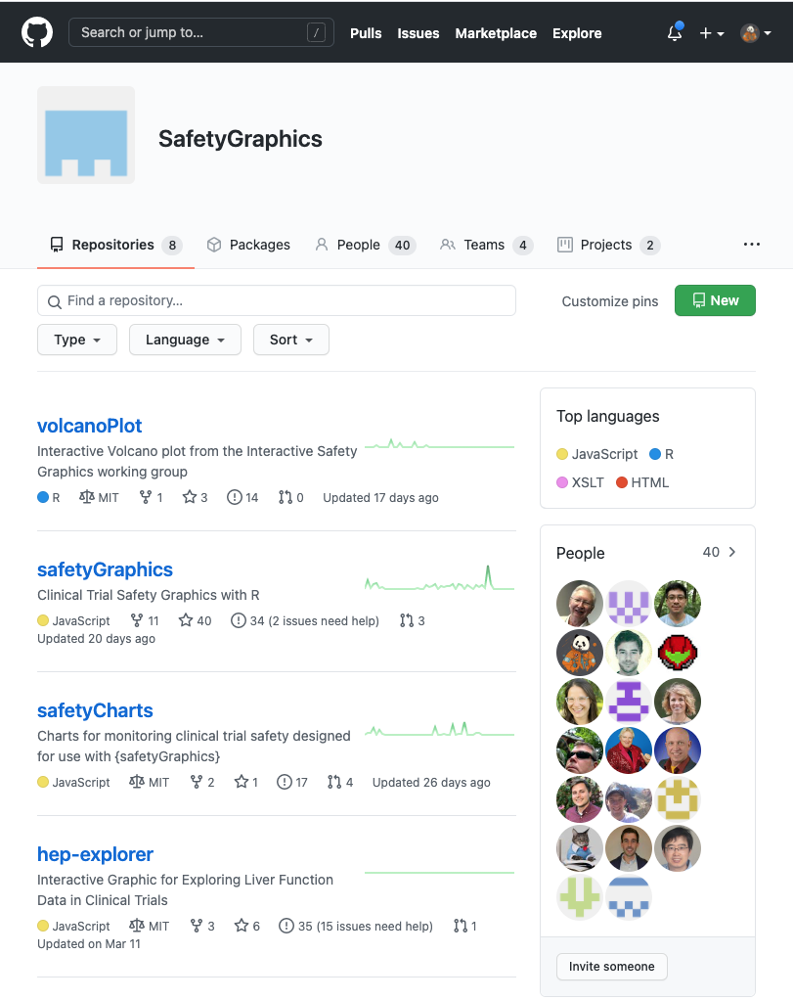 Search or jump to... /
Pulls Issues Marketplace Explore
SafetyGraphics
Repositories 8 Packages People 40 Teams 4 Projects 2
Find a repository... Customize pins New
Type Language Sort
volcanoPlot
Interactive Volcano plot from the Interactive Safety
Graphics working group
R MIT 1 3 14 0 Updated 17 days ago
safetyGraphics
Clinical Trial Safety Graphics with R
JavaScript 11 40 34 (2 issues need help) 3
Updated 20 days ago
safetyCharts
Charts for monitoring clinical trial safety designed
for use with {safetyGraphics}
JavaScript MIT 2 1 17 4 Updated 26 days ago
hep-explorer
Interactive Graphic for Exploring Liver Function
Data in Clinical Trials
JavaScript MIT 3 6 35 (15 issues need help) 1
Updated on Mar 11
Top languages
JavaScript R
XSLT HTML
People 40
Invite someone